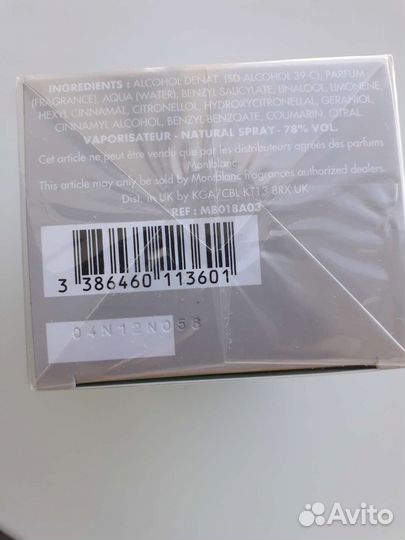 INGREDIENTS : ALCOHOL DENAT. (SD ALCOHOL 39-C), PARFUM
(FRAGRANCE), AQUA (WATER), BENZYL SALICYLATE, LINALOOL, LIMONENE,
HEXYL CINNAMAL, CITRONELLOL, HYDROXYCITRONELLAL, GERANIOL,
CINNAMYL ALCOHOL, BENZYL BENZOATE, COUMARIN, CITRAL.
VAPORISATEUR - NATURAL SPRAY - 78% VOL.
Cet article ne peut être vendu que par les distributeurs agréés des parfums
Montblanc
This article may only be sold by Montblanc fragrances authorized dealers.
Dist. in UK by KGA/CBL KT13 8RX UK
REF : MB018A03
3 386460 113601
04N12N058
Avito